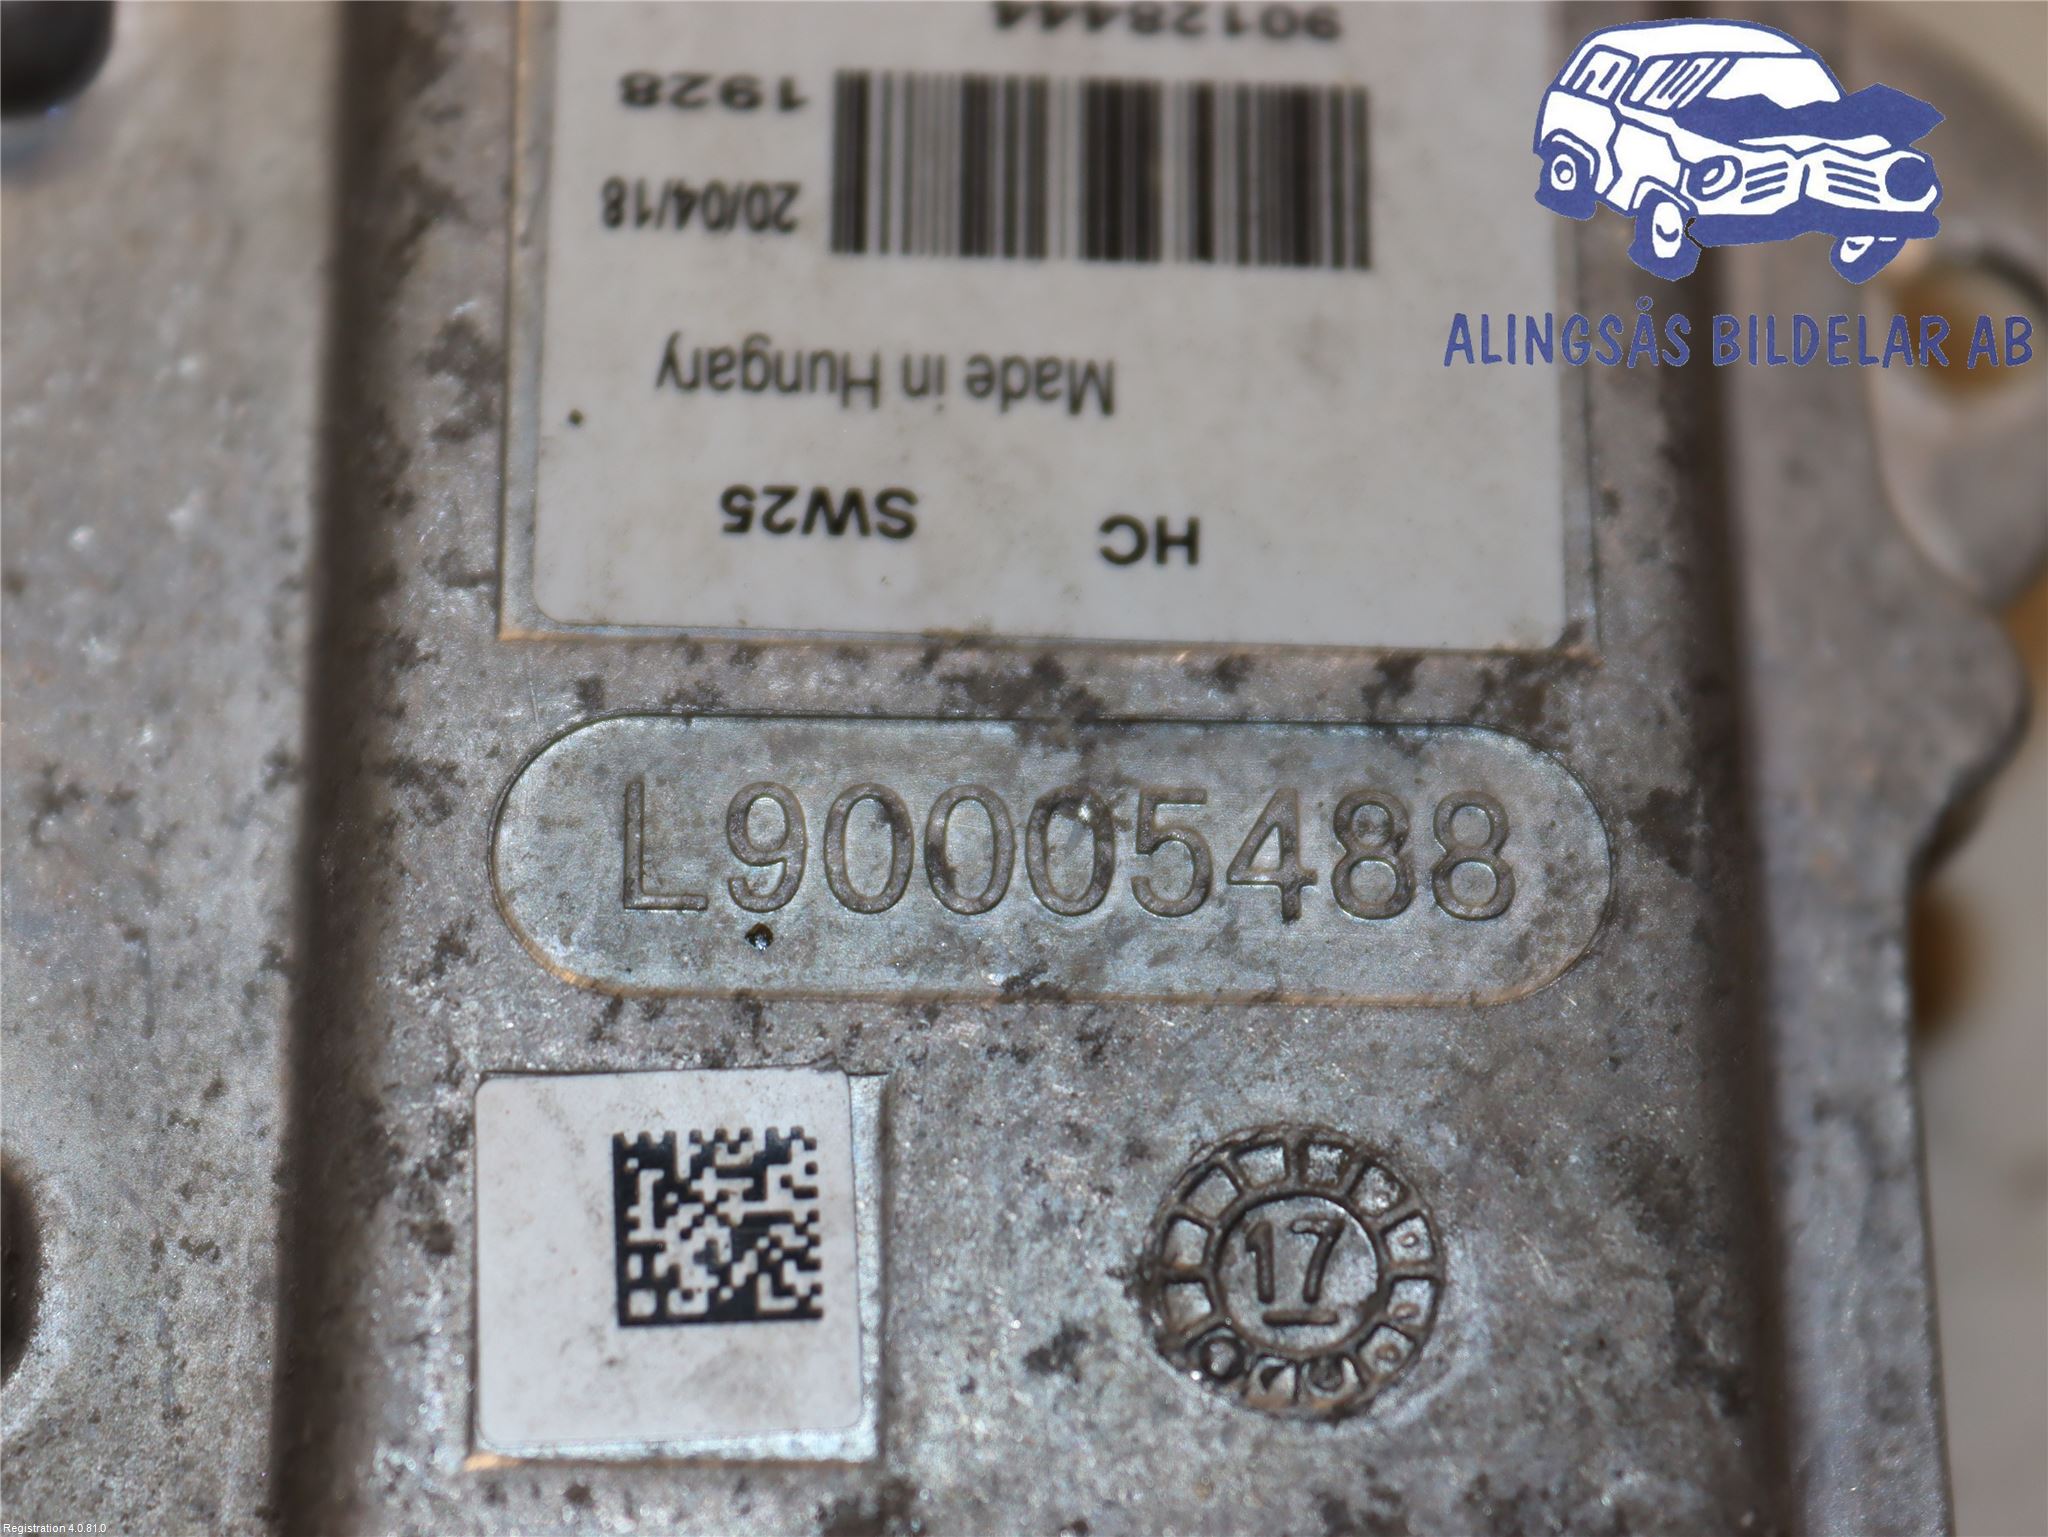 90128444
1928
20/04/18
Made in Hungary
HC SW25
L90005488
17
ALINGSÅS BILDELAR AB
Registration 4.0.81.0